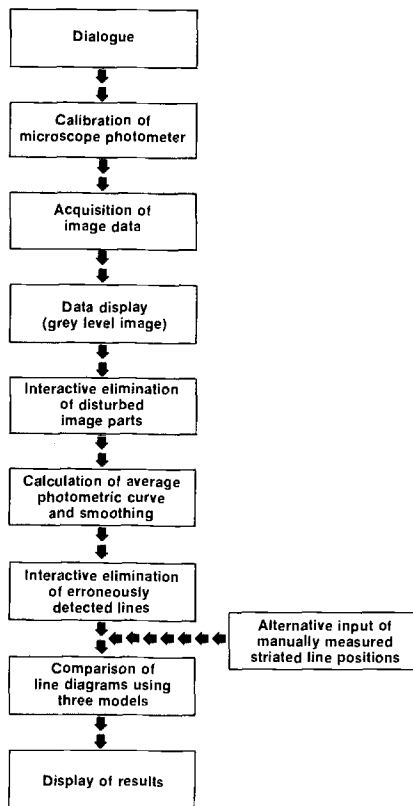 Dialogue
Calibration of
microscope photometer
Acquisition of
image data
Data display
(grey level image)
Interactive elimination
of disturbed
image parts
Calculation of average
photometric curve
and smoothing
Interactive elimination
of erroneously
detected lines
Alternative input of
manually measured
striated line positions
Comparison of
line diagrams using
three models
Display of results